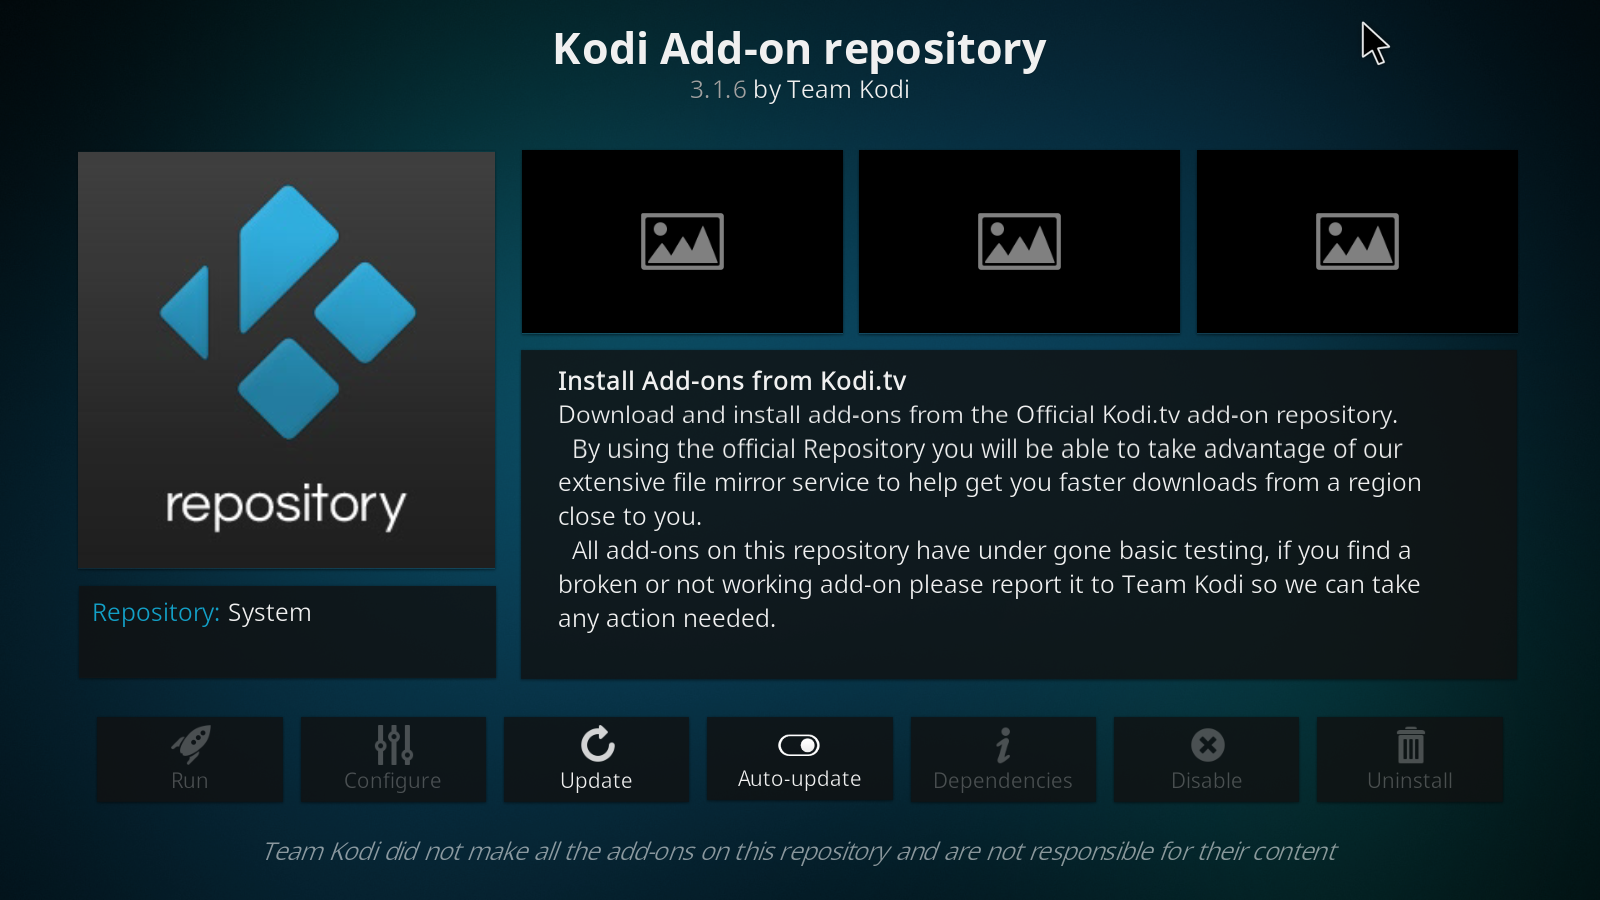 Kodi Add-on repository
3.1.6 by Team Kodi
repository
Repository: System
Install Add-ons from Kodi.tv
Download and install add-ons from the Official Kodi.tv add-on repository.
By using the official Repository you will be able to take advantage of our
extensive file mirror service to help get you faster downloads from a region
close to you.
All add-ons on this repository have under gone basic testing, if you find a
broken or not working add-on please report it to Team Kodi so we can take
any action needed.
Run
Configure
Update
Auto-update
Dependencies
Disable
Uninstall
Team Kodi did not make all the add-ons on this repository and are not responsible for their content